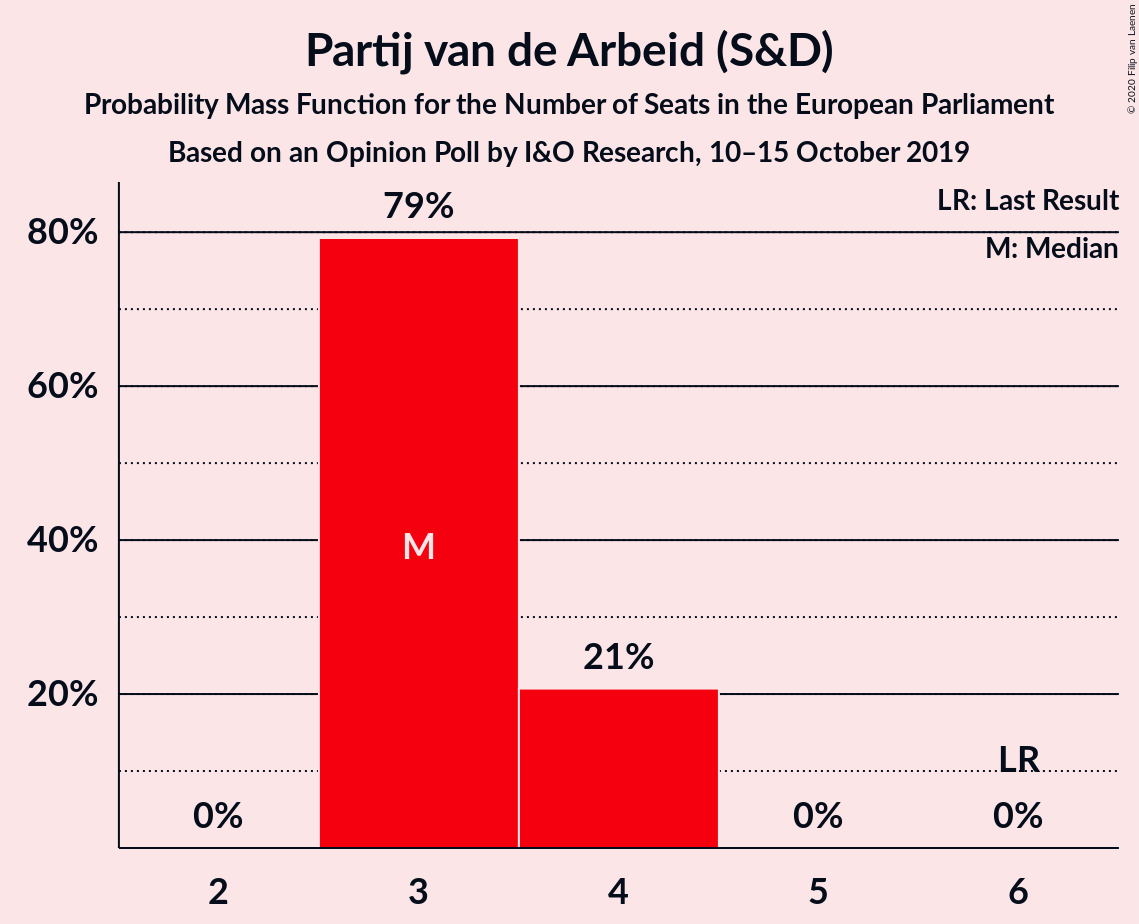 Partij van de Arbeid (S&D)
Probability Mass Function for the Number of Seats in the European Parliament
Based on an Opinion Poll by I&O Research, 10–15 October 2019
© 2020 Filip van Laenen
LR: Last Result
M: Median
79%
80%
60%
40%
M
21%
20%
LR
0%
0%
0%
2 3 4 5 6